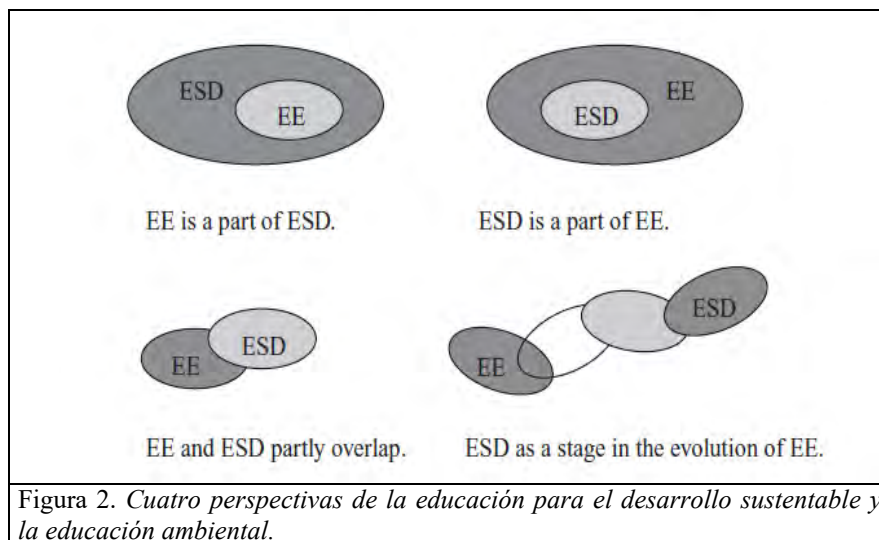 ESD
EE
EE
ESD
EE is a part of ESD.
ESD is a part of EE.
EE
ESD
EE
ESD
EE and ESD partly overlap.
ESD as a stage in the evolution of EE.
Figura 2. Cuatro perspectivas de la educación para el desarrollo sustentable y
la educación ambiental.